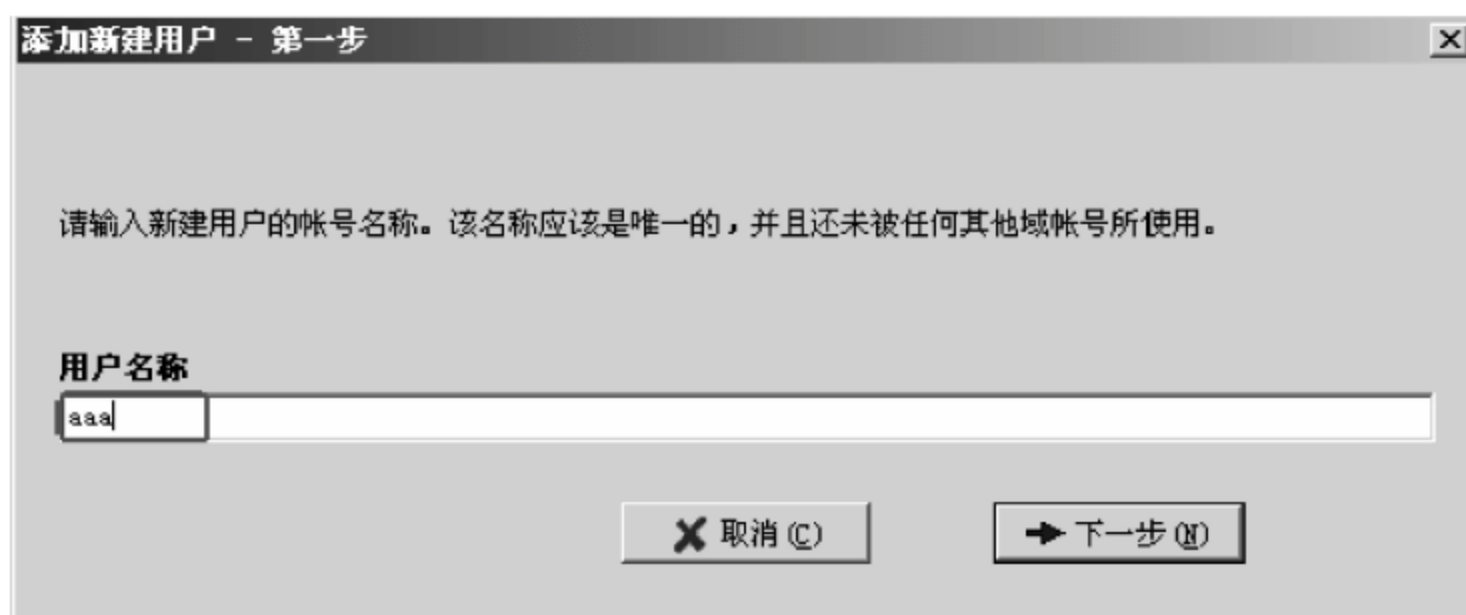 添加新建用户 - 第一步
请输入新建用户的帐号名称。该名称应该是唯一的，并且还未被任何其他域帐号所使用。
用户名称
aaa
取消(C) 下一步(N)